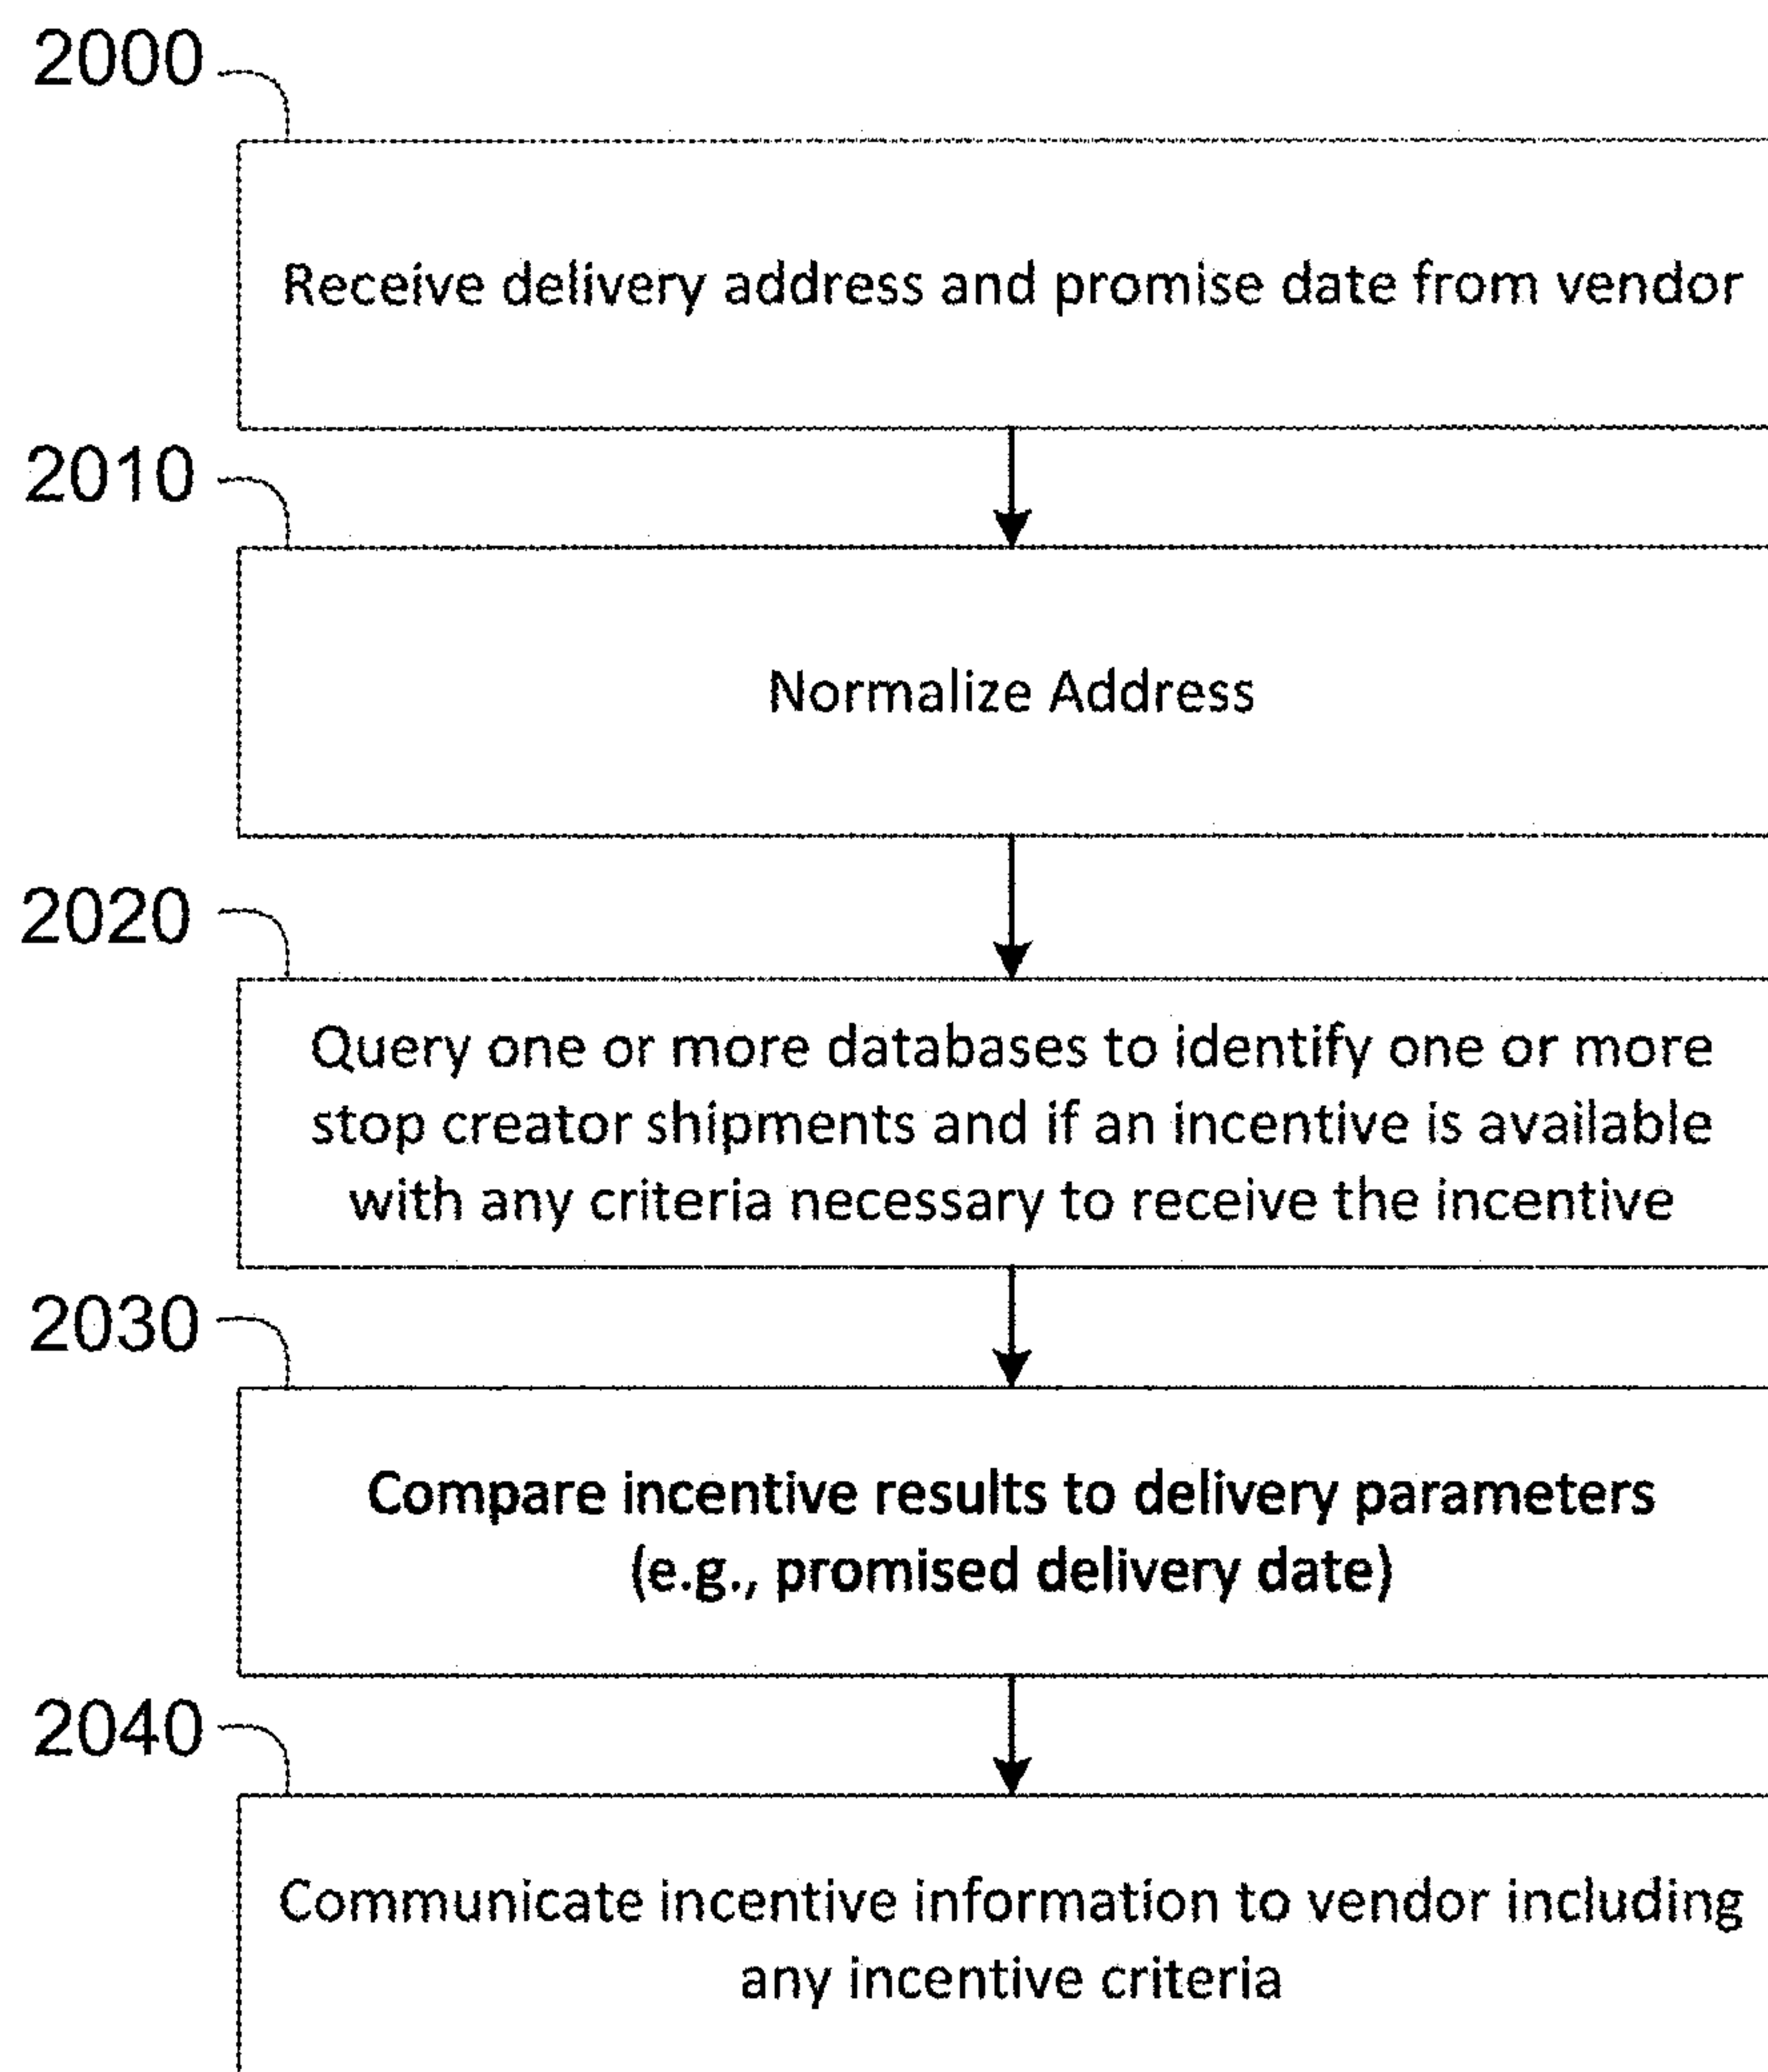 2000
Receive delivery address and promise date from vendor
2010
Normalize Address
2020
Query one or more databases to identify one or more
stop creator shipments and if an incentive is available
with any criteria necessary to receive the incentive
2030
Compare incentive results to delivery parameters
(e.g., promised delivery date)
2040
Communicate incentive information to vendor including
any incentive criteria